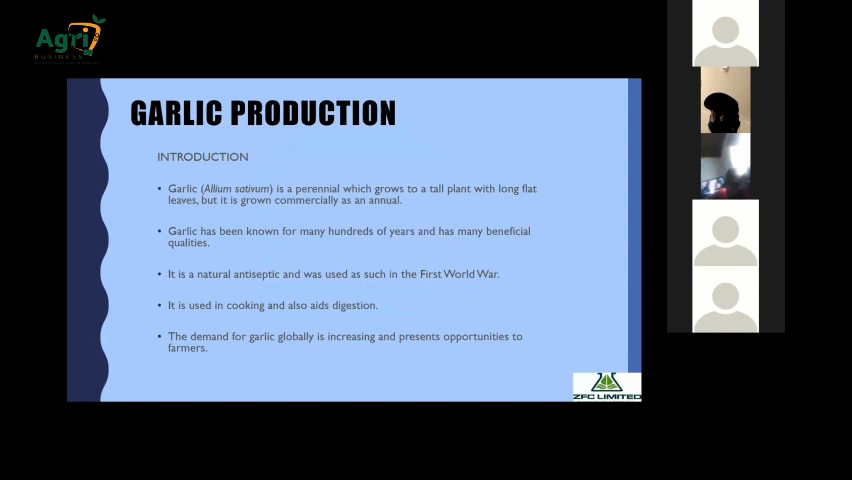 Agri
BUSINESS
GARLIC PRODUCTION
INTRODUCTION
• Garlic (Allium sativum) is a perennial which grows to a tall plant with long flat
leaves, but it is grown commercially as an annual.
• Garlic has been known for many hundreds of years and has many beneficial
qualities.
• It is a natural antiseptic and was used as such in the First World War.
• It is used in cooking and also aids digestion.
• The demand for garlic globally is increasing and presents opportunities to
farmers.
ZFC LIMITED